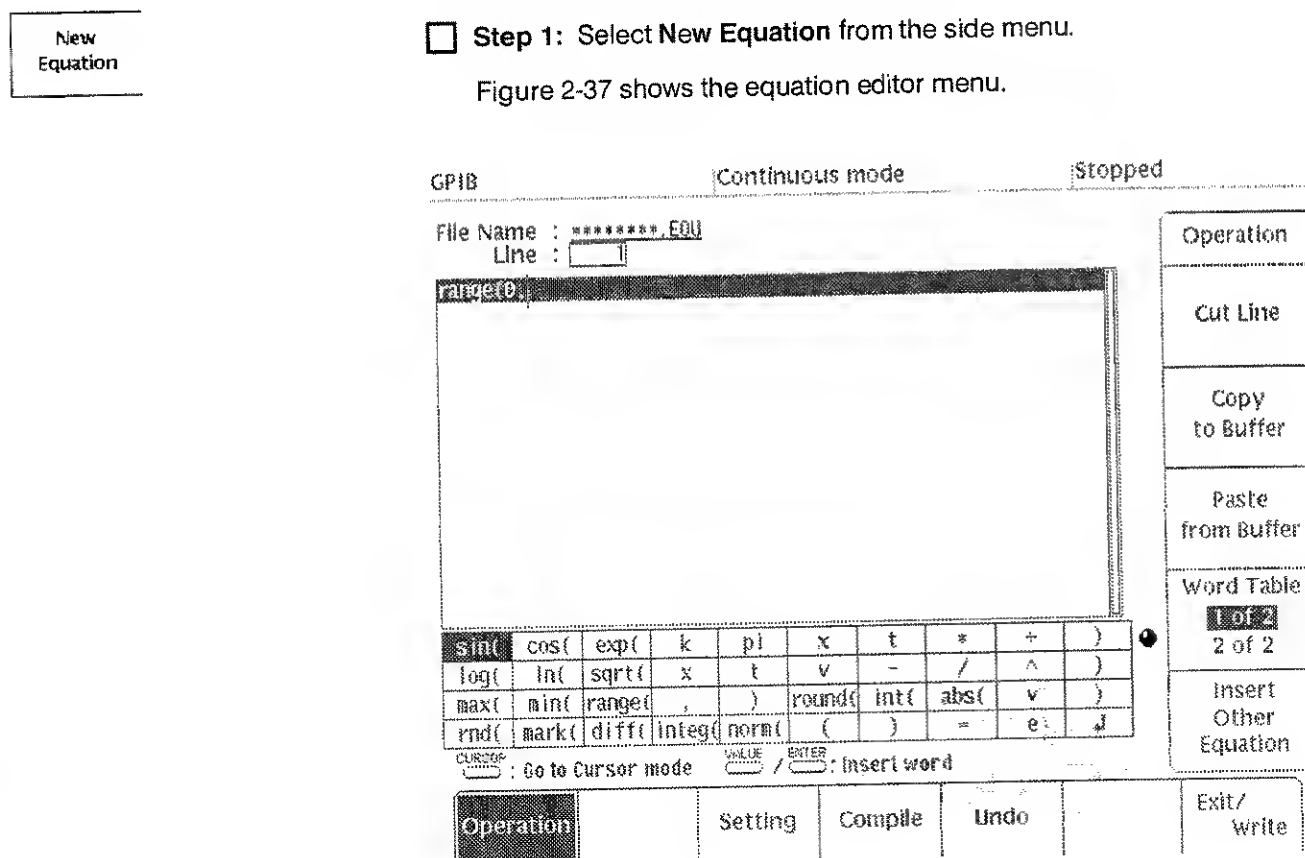 New
Equation
Step 1: Select New Equation from the side menu.
Figure 2-37 shows the equation editor menu.
GPIB Continuous mode Stopped
File Name : ********.EQU
Line : 1
range(0,
Operation
Cut Line
Copy
to Buffer
Paste
from Buffer
Word Table
1 of 2
2 of 2
Insert
Other
Equation
sin( cos( exp( k pi x t * ÷ )
log( ln( sqrt( x t v - / ^ )
max( min( range( , ) round( int( abs( v )
rnd( mark( diff( integ( norm( ( ) = e ↲
CURSOR : Go to Cursor mode VALUE / ENTER : Insert word
Operation Setting Compile Undo Exit/
Write